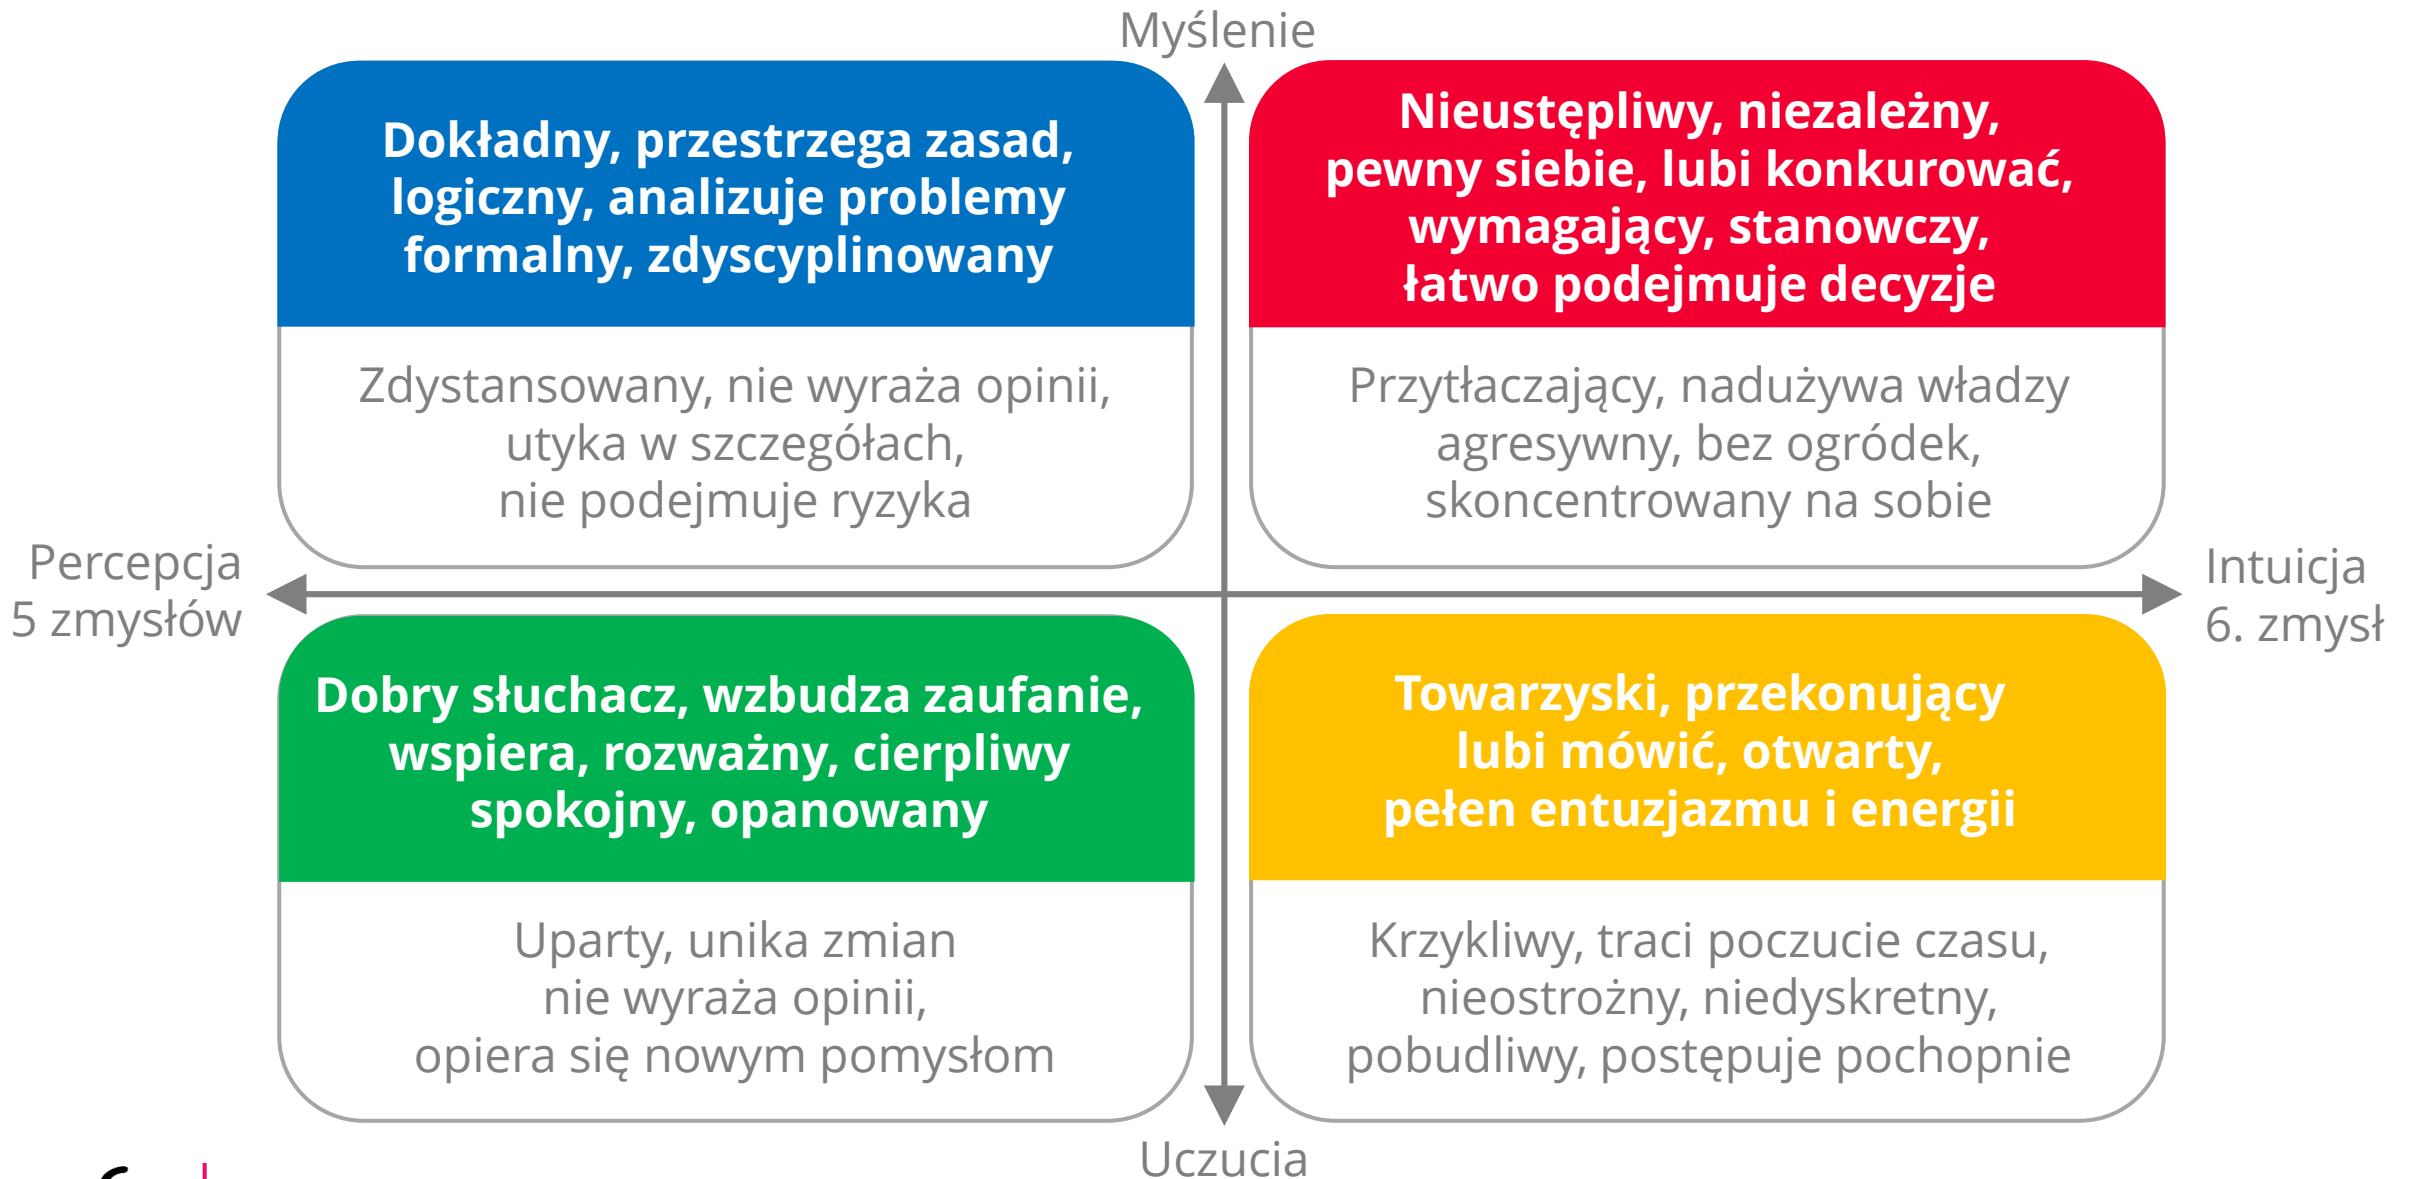 Myślenie
Dokładny, przestrzega zasad,
logiczny, analizuje problemy
formalny, zdyscyplinowany
Zdystansowany, nie wyraża opinii,
utyka w szczegółach,
nie podejmuje ryzyka
Nieustępliwy, niezależny,
pewny siebie, lubi konkurować,
wymagający, stanowczy,
łatwo podejmuje decyzje
Przytłaczający, nadużywa władzy
agresywny, bez ogródek,
skoncentrowany na sobie
Percepcja
5 zmysłów
Intuicja
6. zmysł
Dobry słuchacz, wzbudza zaufanie,
wspiera, rozważny, cierpliwy
spokojny, opanowany
Uparty, unika zmian
nie wyraża opinii,
opiera się nowym pomysłom
Towarzyski, przekonujący
lubi mówić, otwarty,
pełen entuzjazmu i energii
Krzykliwy, traci poczucie czasu,
nieostrożny, niedyskretny,
pobudliwy, postępuje pochopnie
Uczucia